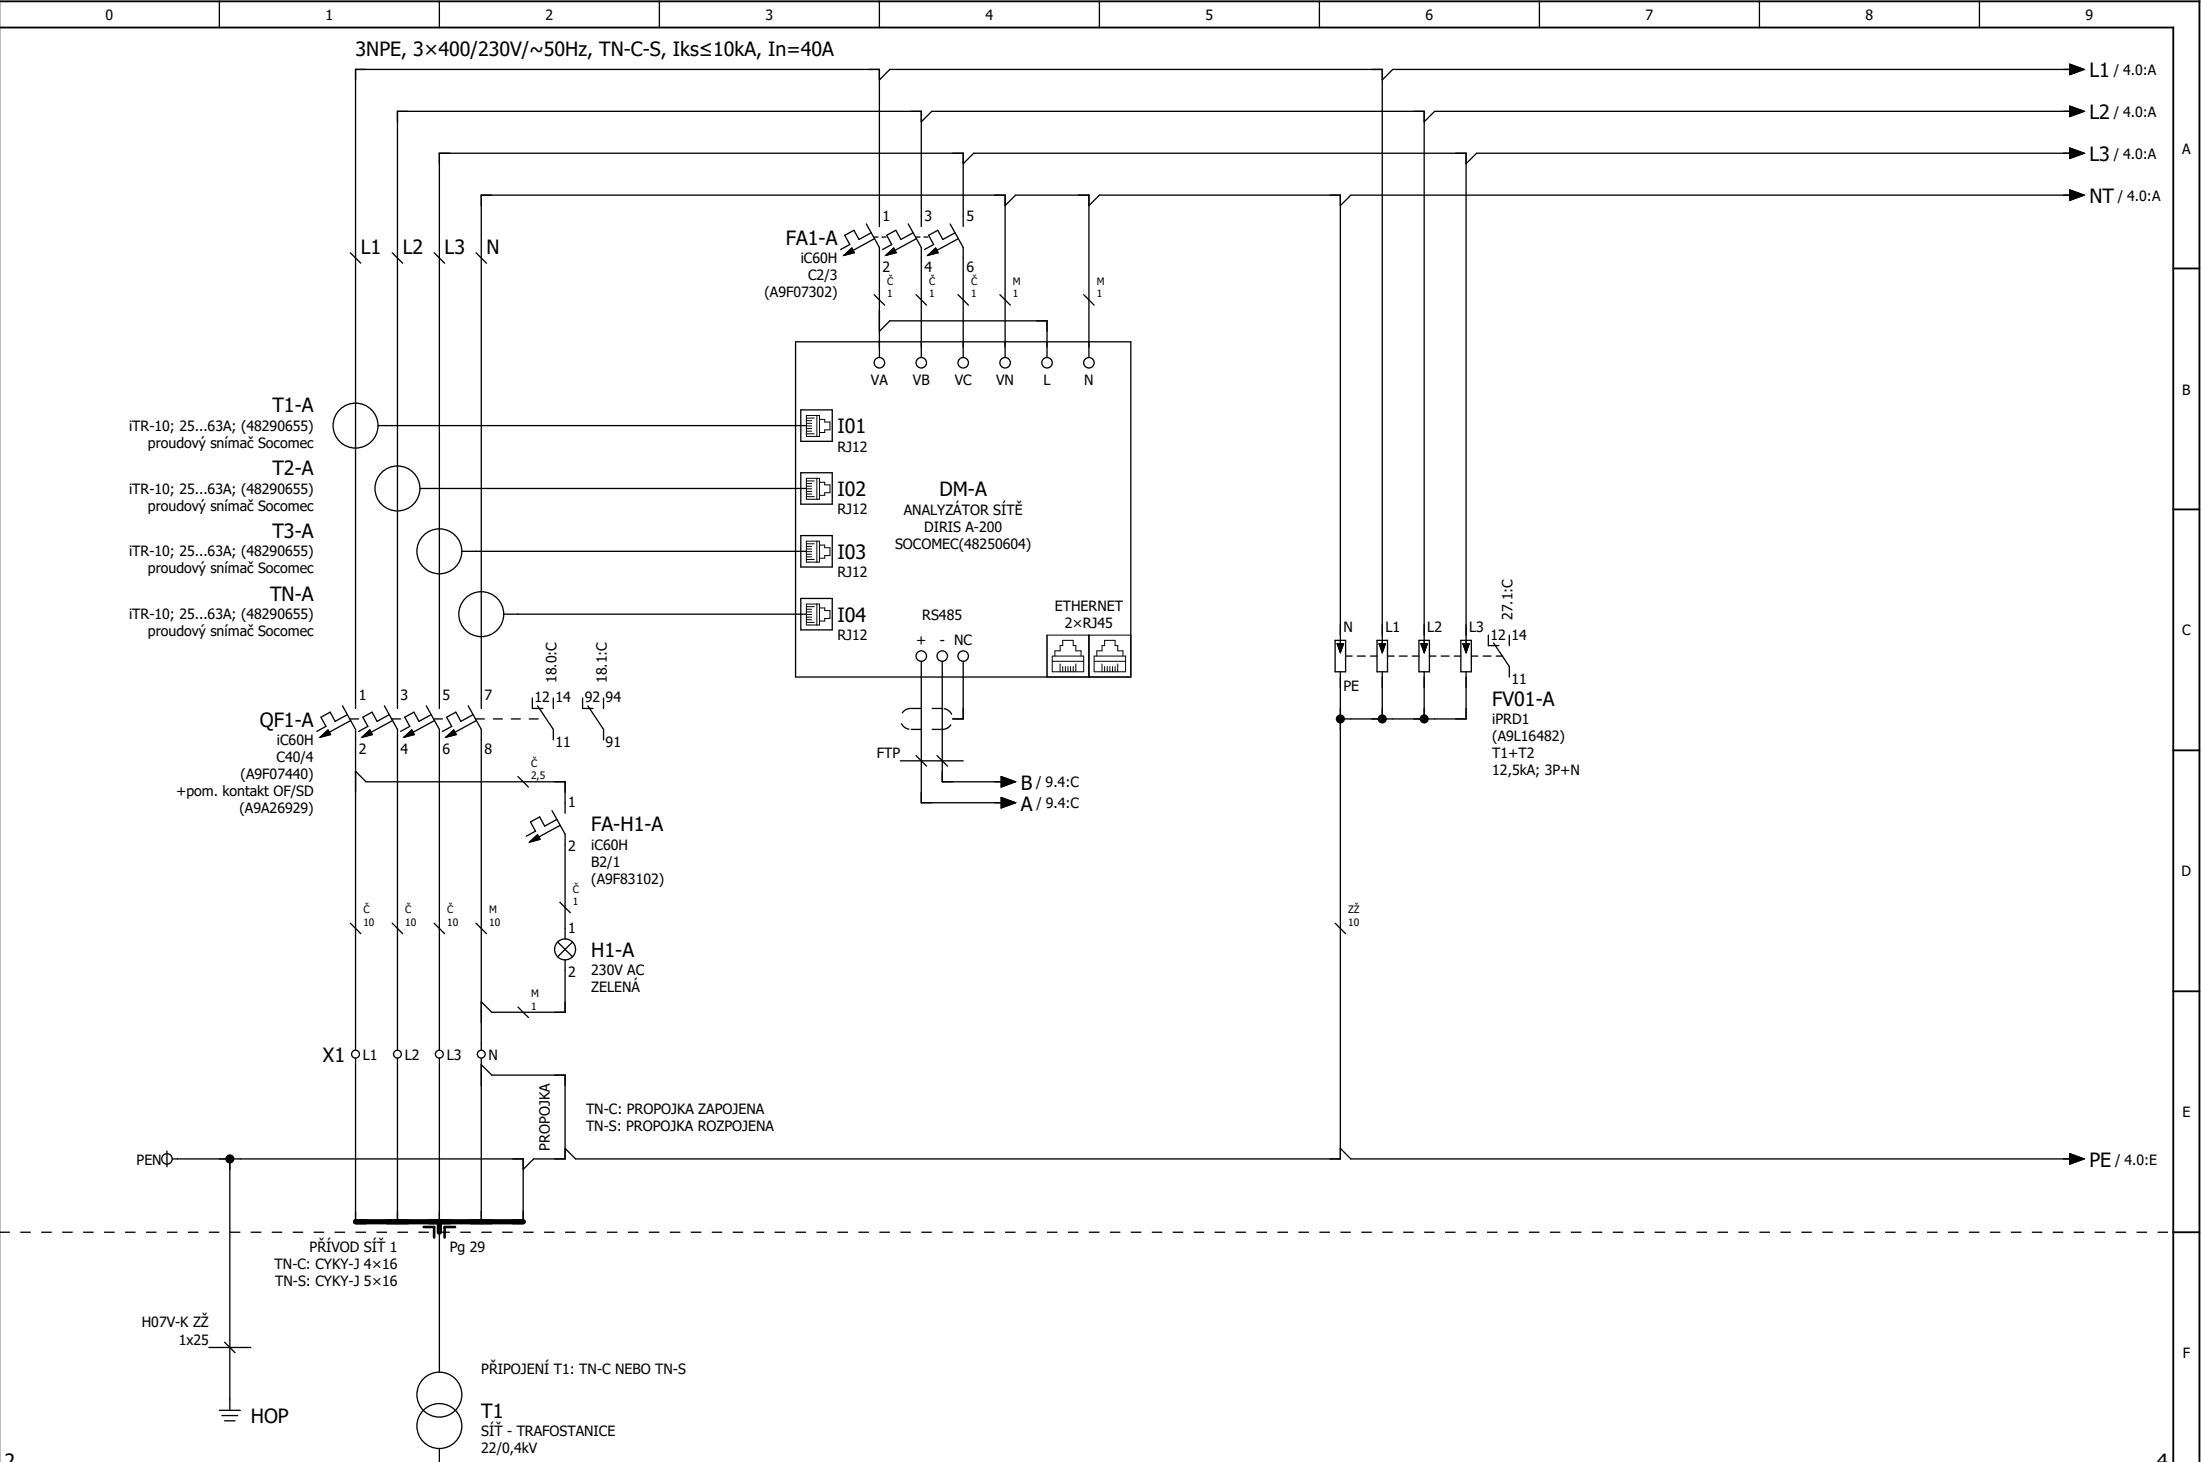 0 1 2 3 4 5 6 7 8 9
3NPE, 3×400/230V/~50Hz, TN-C-S, Iks≤10kA, In=40A
L1 / 4.0:A
L2 / 4.0:A
L3 / 4.0:A
NT / 4.0:A
A
B
C
D
E
F
L1 L2 L3 N
FA1-A
iC60H
C2/3
(A9F07302)
1 3 5
2 4 6
Č Č Č M M
1 1 1 1 1
VA VB VC VN L N
T1-A
iTR-10; 25...63A; (48290655)
proudový snímač Socomec
T2-A
iTR-10; 25...63A; (48290655)
proudový snímač Socomec
T3-A
iTR-10; 25...63A; (48290655)
proudový snímač Socomec
TN-A
iTR-10; 25...63A; (48290655)
proudový snímač Socomec
I01
RJ12
I02
RJ12
I03
RJ12
I04
RJ12
DM-A
ANALYZÁTOR SÍTĚ
DIRIS A-200
SOCOMEC(48250604)
RS485
+ - NC
ETHERNET
2×RJ45
FTP
B / 9.4:C
A / 9.4:C
N L1 L2 L3
PE
12 14
11
27.1:C
FV01-A
iPRD1
(A9L16482)
T1+T2
12,5kA; 3P+N
QF1-A
iC60H
C40/4
(A9F07440)
+pom. kontakt OF/SD
(A9A26929)
1 3 5 7
2 4 6 8
18.0:C
12 14
11
18.1:C
92 94
91
Č
2,5
1
2
FA-H1-A
iC60H
B2/1
(A9F83102)
Č
1
1
2
H1-A
230V AC
ZELENÁ
M
1
Č Č Č M
10 10 10 10
ZŽ
10
X1 L1 L2 L3 N
PROPOJKA
TN-C: PROPOJKA ZAPOJENA
TN-S: PROPOJKA ROZPOJENA
PEN
PE / 4.0:E
PŘÍVOD SÍŤ 1
TN-C: CYKY-J 4×16
TN-S: CYKY-J 5×16
Pg 29
H07V-K ZŽ
1x25
HOP
PŘIPOJENÍ T1: TN-C NEBO TN-S
T1
SÍŤ - TRAFOSTANICE
22/0,4kV